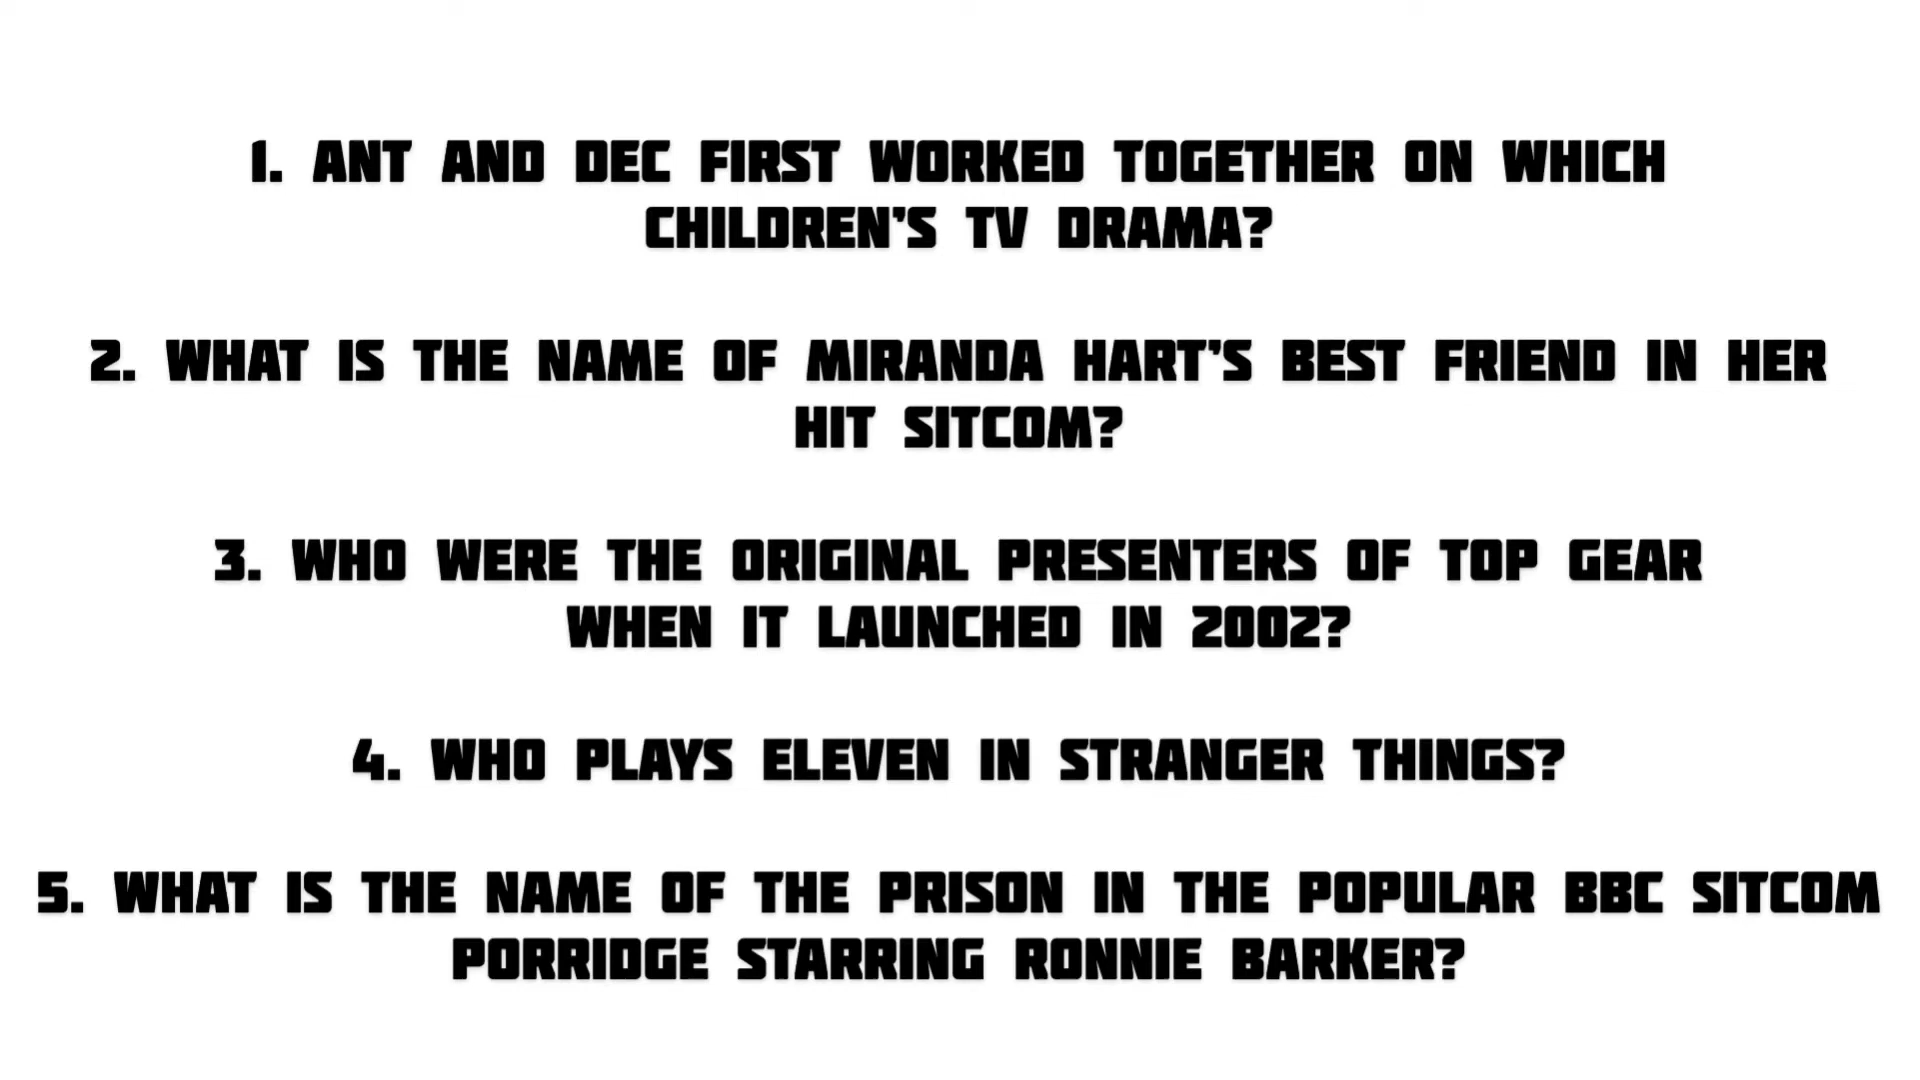 1. ANT AND DEC FIRST WORKED TOGETHER ON WHICH
CHILDREN'S TV DRAMA?
2. WHAT IS THE NAME OF MIRANDA HART'S BEST FRIEND IN HER
HIT SITCOM?
3. WHO WERE THE ORIGINAL PRESENTERS OF TOP GEAR
WHEN IT LAUNCHED IN 2002?
4. WHO PLAYS ELEVEN IN STRANGER THINGS?
5. WHAT IS THE NAME OF THE PRISON IN THE POPULAR BBC SITCOM
PORRIDGE STARRING RONNIE BARKER?